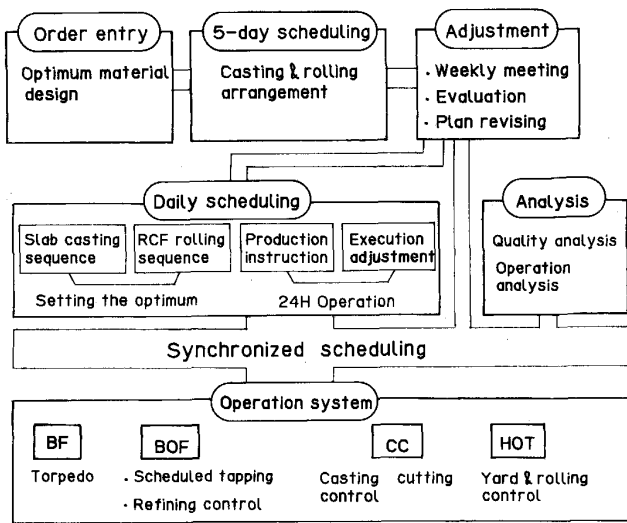 Order entry
Optimum material
design
5-day scheduling
Casting & rolling
arrangement
Adjustment
• Weekly meeting
• Evaluation
• Plan revising
Daily scheduling
Slab casting
sequence
RCF rolling
sequence
Production
instruction
Execution
adjustment
Setting the optimum
24H Operation
Analysis
Quality analysis
Operation
analysis
Synchronized scheduling
Operation system
BF
Torpedo
BOF
• Scheduled tapping
• Refining control
CC
Casting cutting
control
HOT
Yard & rolling
control